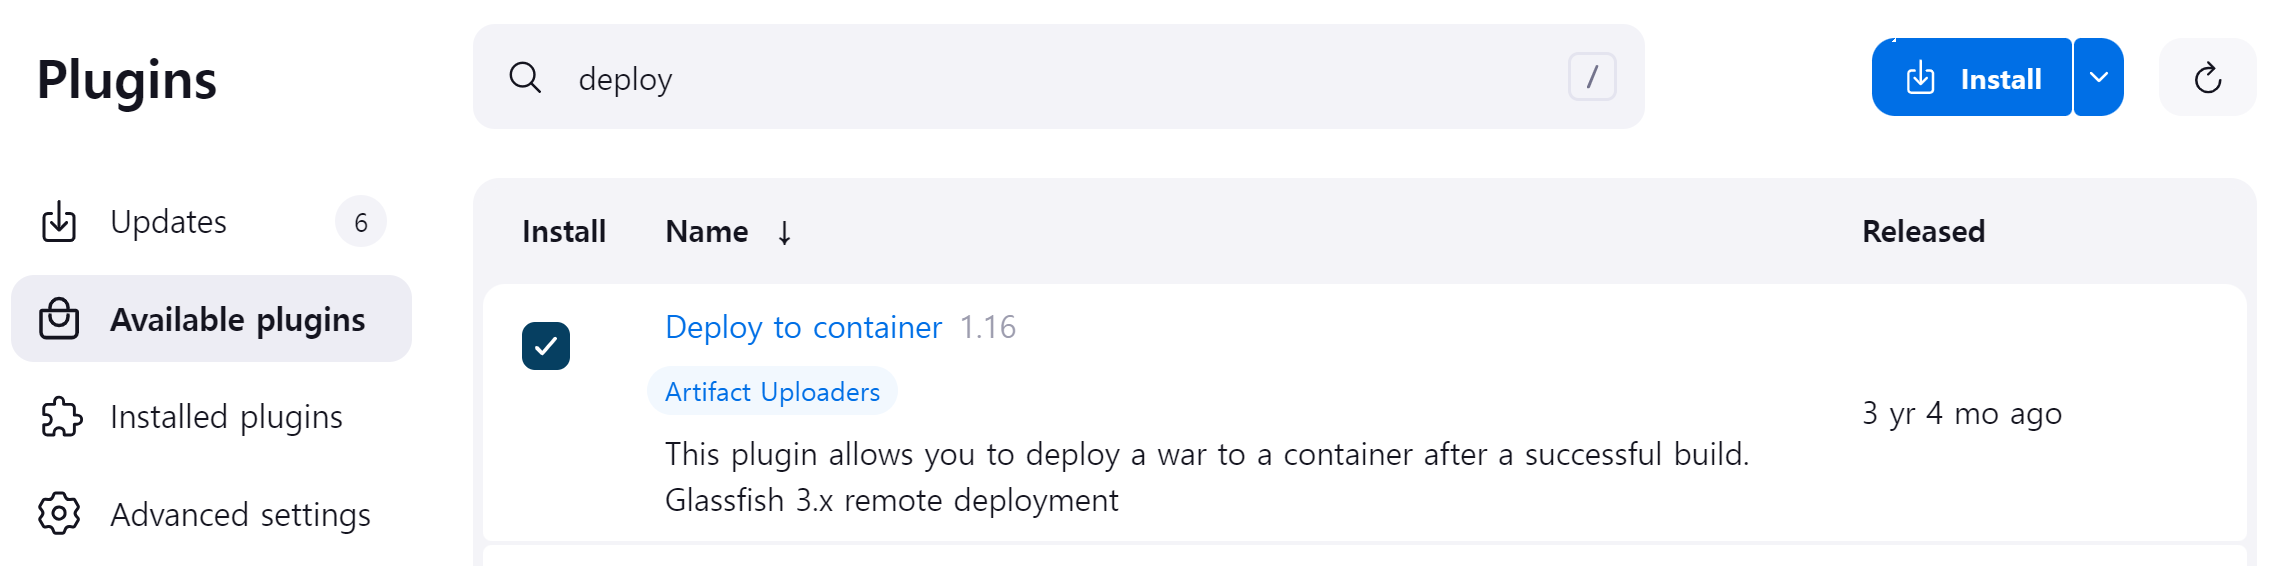 Plugins
deploy
/
Install
Updates
6
Available plugins
Installed plugins
Advanced settings
Install
Name ↓
Released
Deploy to container 1.16
Artifact Uploaders
This plugin allows you to deploy a war to a container after a successful build.
Glassfish 3.x remote deployment
3 yr 4 mo ago